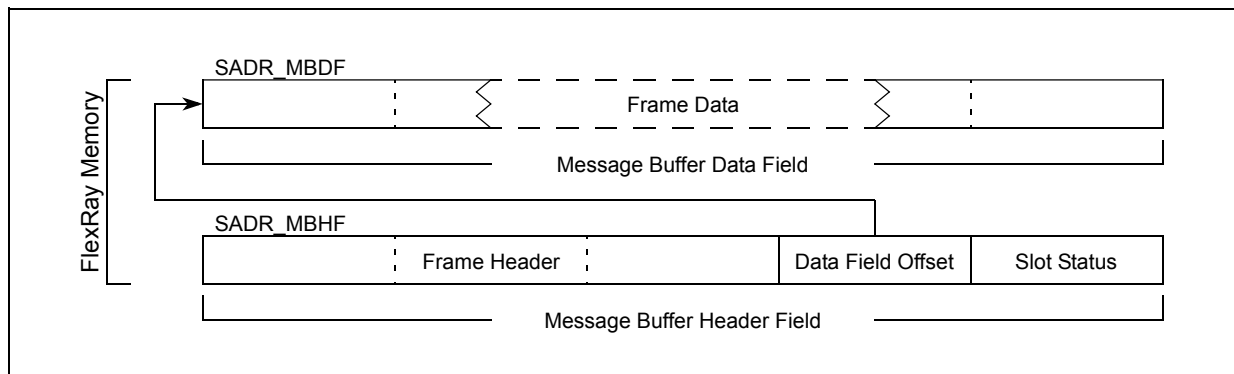 SADR_MBDF
Frame Data
Message Buffer Data Field
FlexRay Memory
SADR_MBHF
Frame Header
Data Field Offset
Slot Status
Message Buffer Header Field